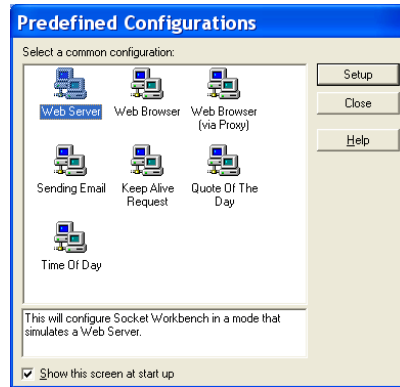 Predefined Configurations
Select a common configuration:
Setup
Close
Help
Web Server
Web Browser
Web Browser
(via Proxy)
Sending Email
Keep Alive
Request
Quote Of The
Day
Time Of Day
This will configure Socket Workbench in a mode that
simulates a Web Server.
Show this screen at start up